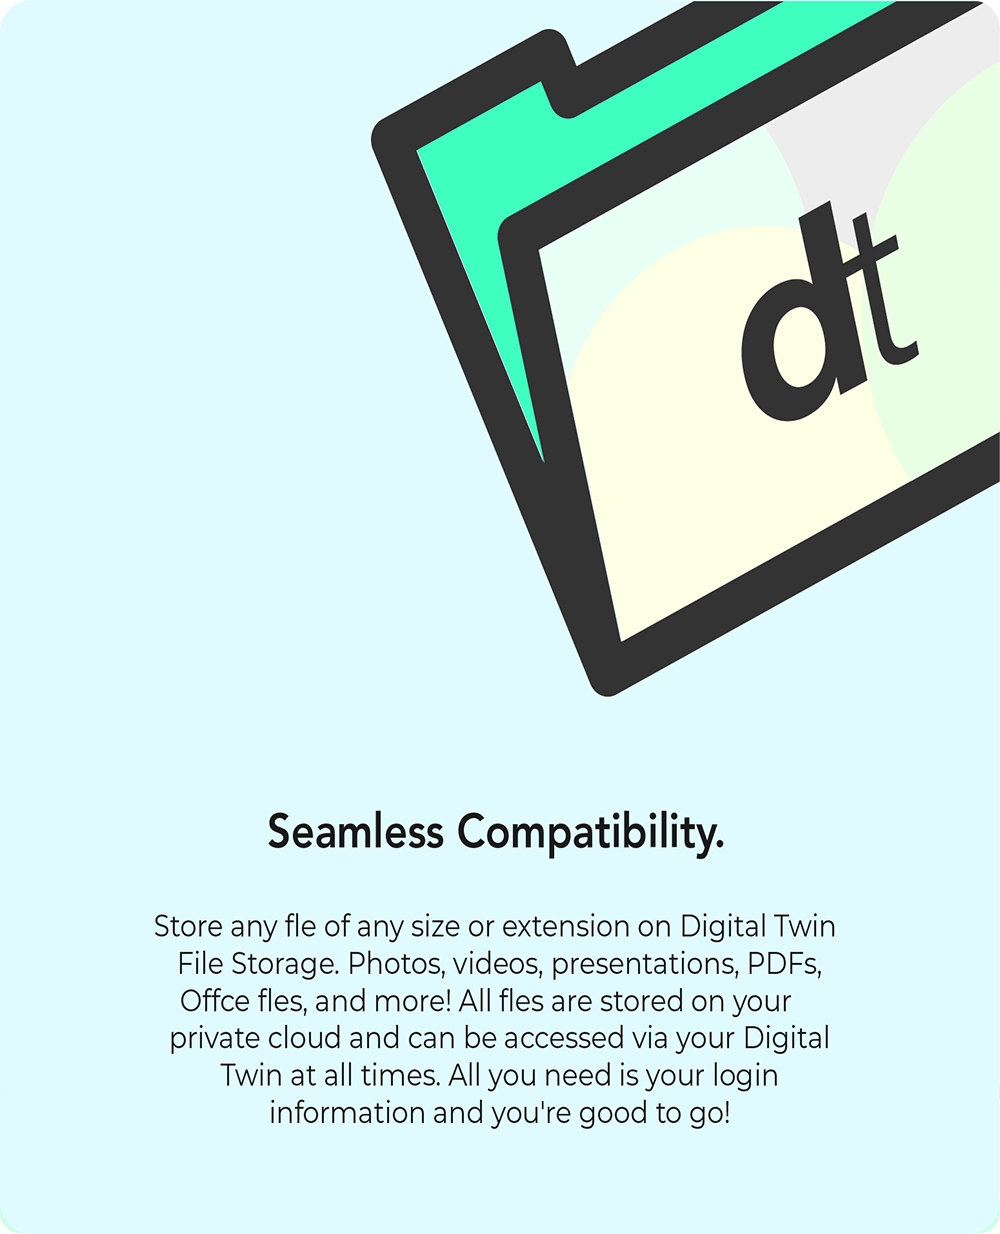 dt
Seamless Compatibility.
Store any fle of any size or extension on Digital Twin
File Storage. Photos, videos, presentations, PDFs,
Offce fles, and more! All fles are stored on your
private cloud and can be accessed via your Digital
Twin at all times. All you need is your login
information and you're good to go!